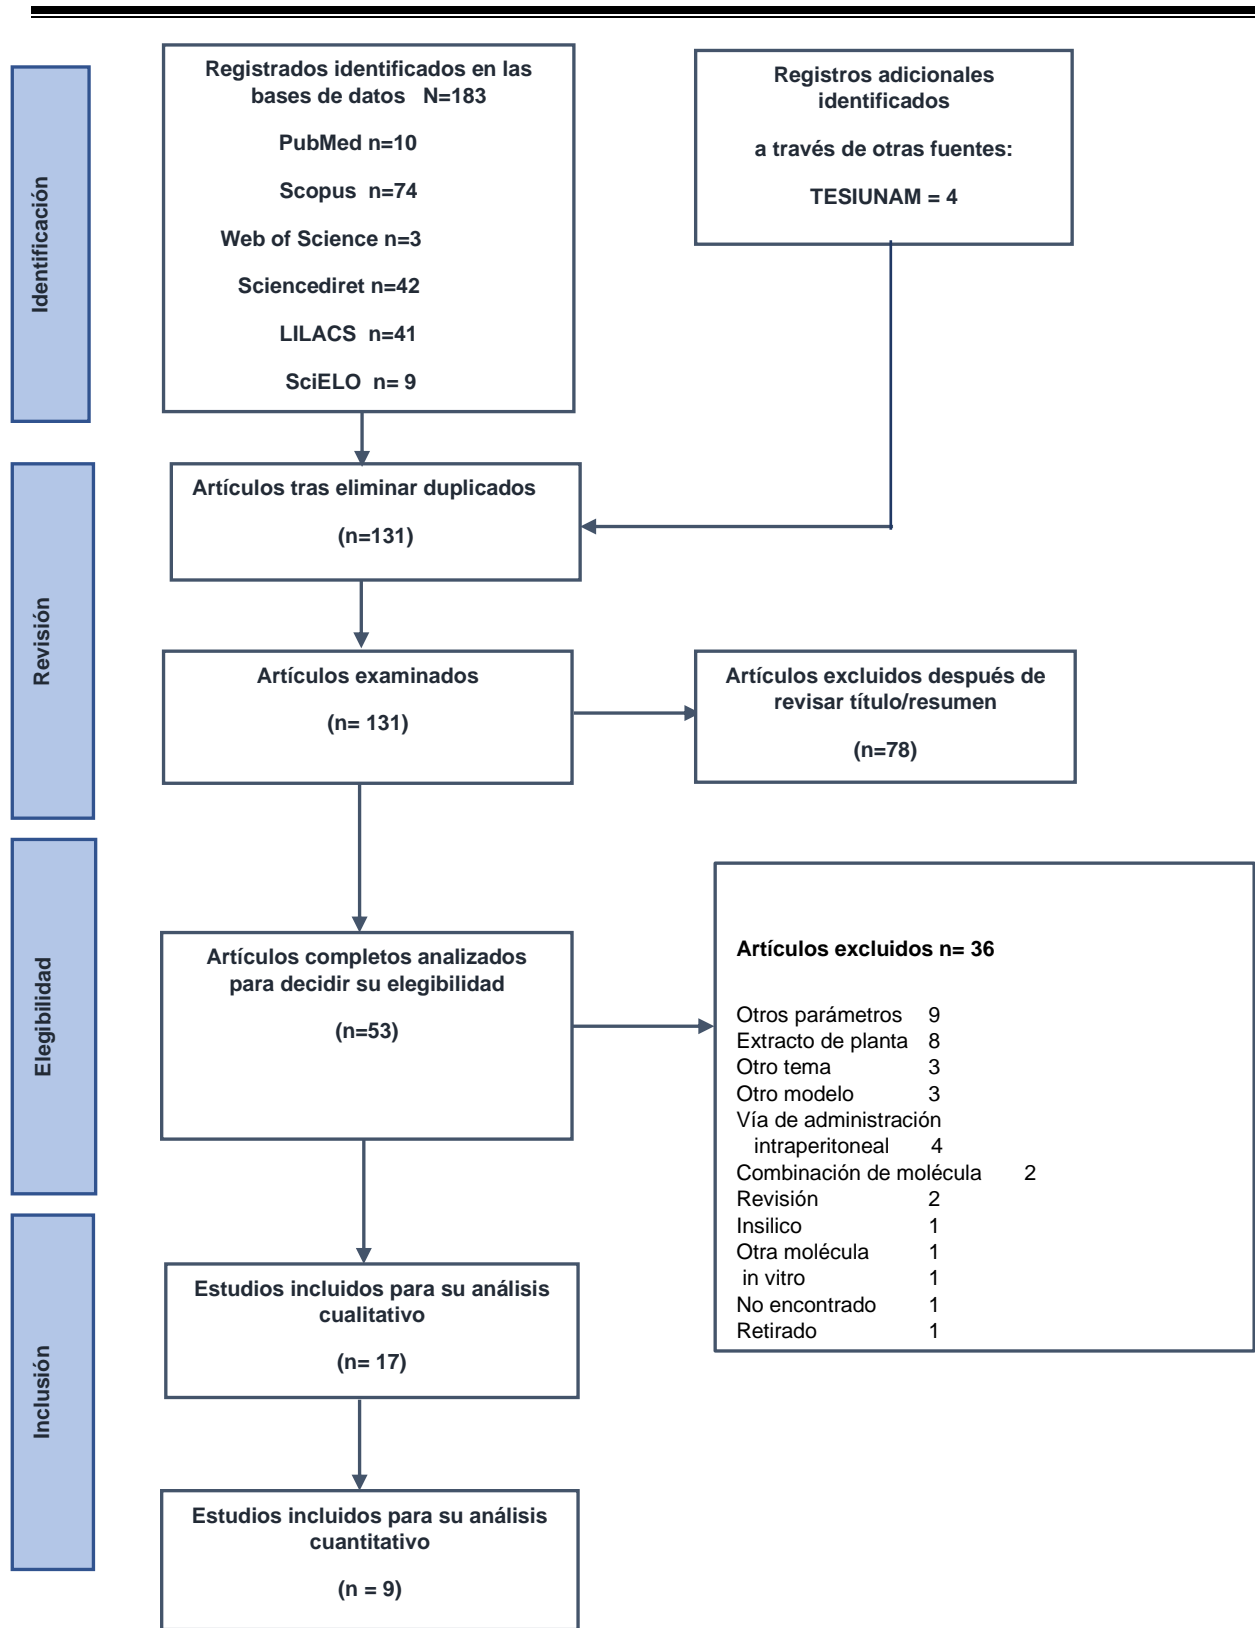 Identificación
Registrados identificados en las
bases de datos N=183
PubMed n=10
Scopus n=74
Web of Science n=3
Sciencediret n=42
LILACS n=41
SciELO n= 9
Registros adicionales
identificados
a través de otras fuentes:
TESIUNAM = 4
Revisión
Artículos tras eliminar duplicados
(n=131)
Artículos examinados
(n= 131)
Artículos excluidos después de
revisar título/resumen
(n=78)
Elegibilidad
Artículos completos analizados
para decidir su elegibilidad
(n=53)
Artículos excluidos n= 36
Otros parámetros 9
Extracto de planta 8
Otro tema 3
Otro modelo 3
Vía de administración
intraperitoneal 4
Combinación de molécula 2
Revisión 2
Insilico 1
Otra molécula 1
in vitro 1
No encontrado 1
Retirado 1
Inclusión
Estudios incluidos para su análisis
cualitativo
(n= 17)
Estudios incluidos para su análisis
cuantitativo
(n = 9)